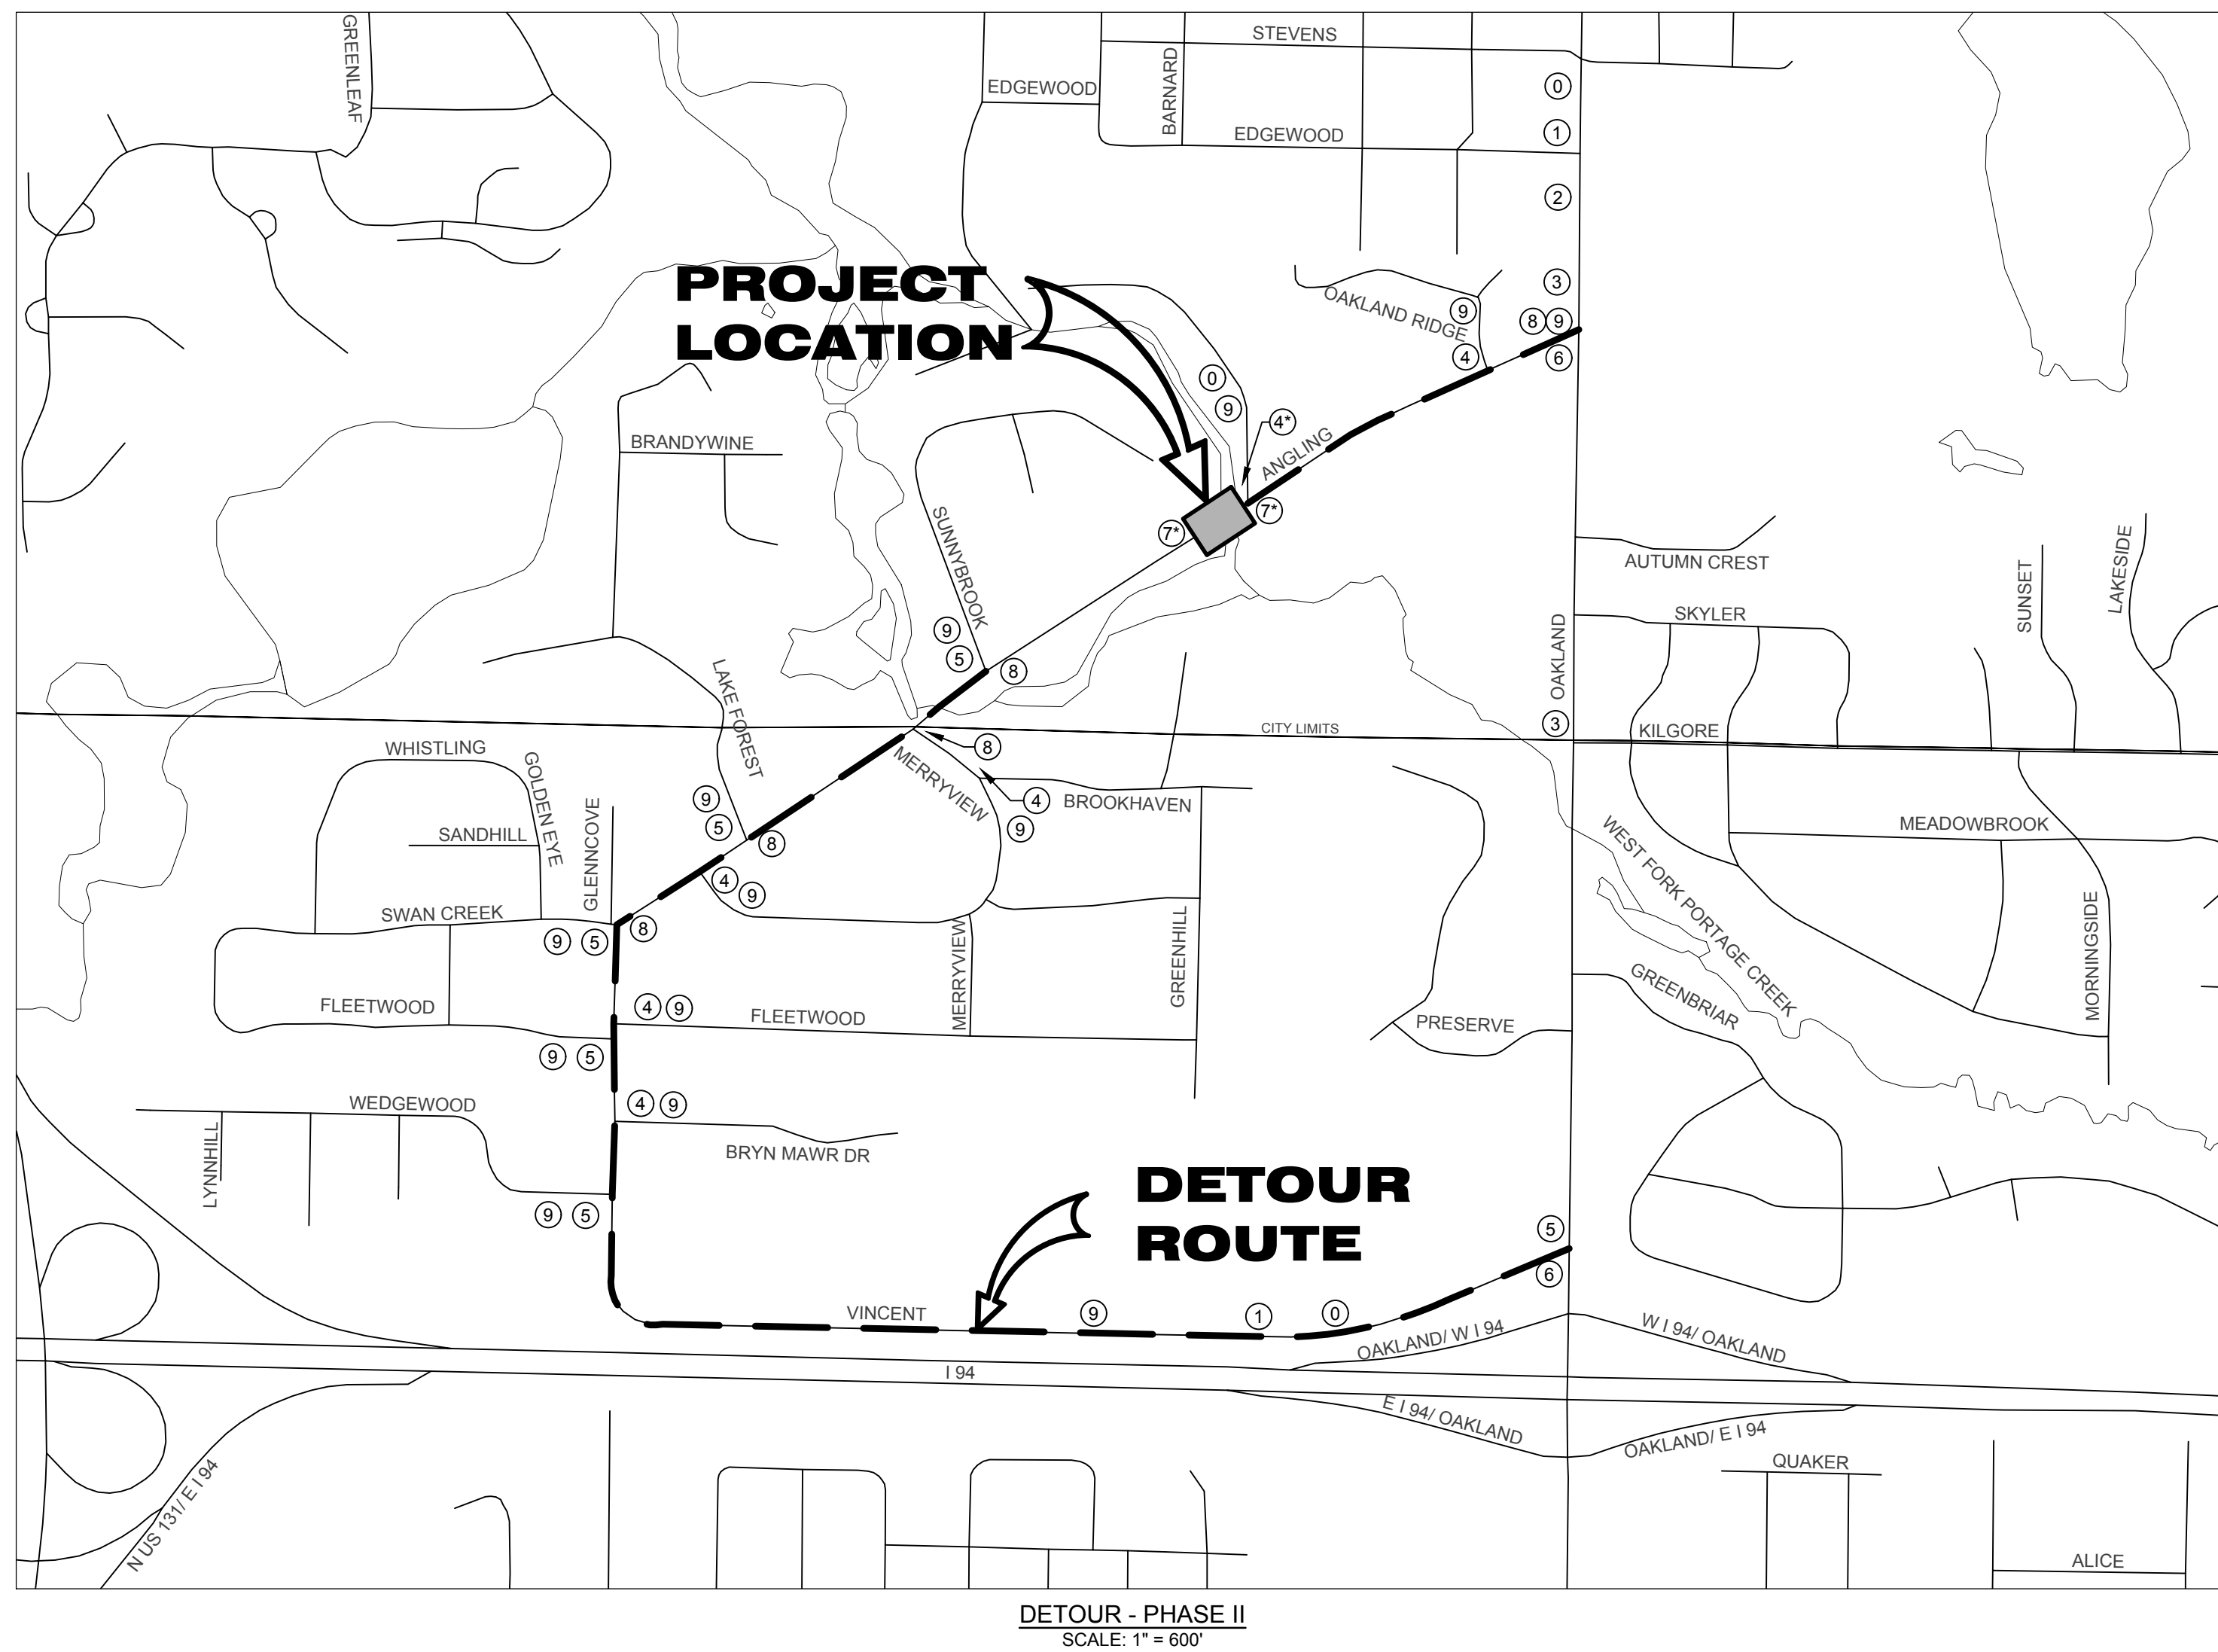 GREENLEAF
STEVENS
BARNARD
EDGEWOOD
0
EDGEWOOD
1
2
PROJECT
LOCATION
OAKLAND RIDGE
3
9
8
9
4
6
0
9
4*
ANGLING
BRANDYWINE
7*
7*
SUNNYBROOK
AUTUMN CREST
SUNSET
LAKESIDE
SKYLER
9
5
8
OAKLAND
LAKE FOREST
CITY LIMITS
3
KILGORE
WHISTLING
GOLDEN EYE
8
MERRYVIEW
9
5
8
4
BROOKHAVEN
9
SANDHILL
GLENNCOVE
MEADOWBROOK
WEST FORK PORTAGE CREEK
4
9
SWAN CREEK
9
5
8
MERRYVIEW
GREENHILL
MORNINGSIDE
GREENBRIAR
FLEETWOOD
4
9
FLEETWOOD
PRESERVE
9
5
WEDGEWOOD
4
9
LYNNHILL
BRYN MAWR DR
DETOUR
ROUTE
9
5
5
6
VINCENT
9
1
0
OAKLAND/ W I 94
W I 94/ OAKLAND
I 94
E I 94/ OAKLAND
OAKLAND/ E I 94
N US 131/ E I 94
QUAKER
ALICE
DETOUR - PHASE II
SCALE: 1" = 600'